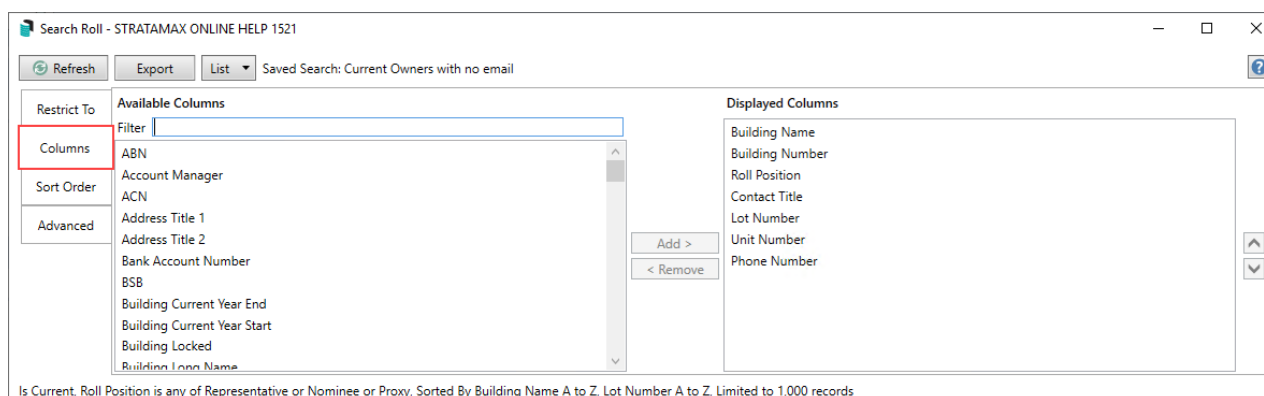 Search Roll - STRATAMAX ONLINE HELP 1521
Refresh Export List Saved Search: Current Owners with no email
Restrict To
Columns
Sort Order
Advanced
Available Columns
Filter
ABN
Account Manager
ACN
Address Title 1
Address Title 2
Bank Account Number
BSB
Building Current Year End
Building Current Year Start
Building Locked
Building Long Name
Add >
< Remove
Displayed Columns
Building Name
Building Number
Roll Position
Contact Title
Lot Number
Unit Number
Phone Number
Is Current, Roll Position is any of Representative or Nominee or Proxy, Sorted By Building Name A to Z, Lot Number A to Z, Limited to 1,000 records